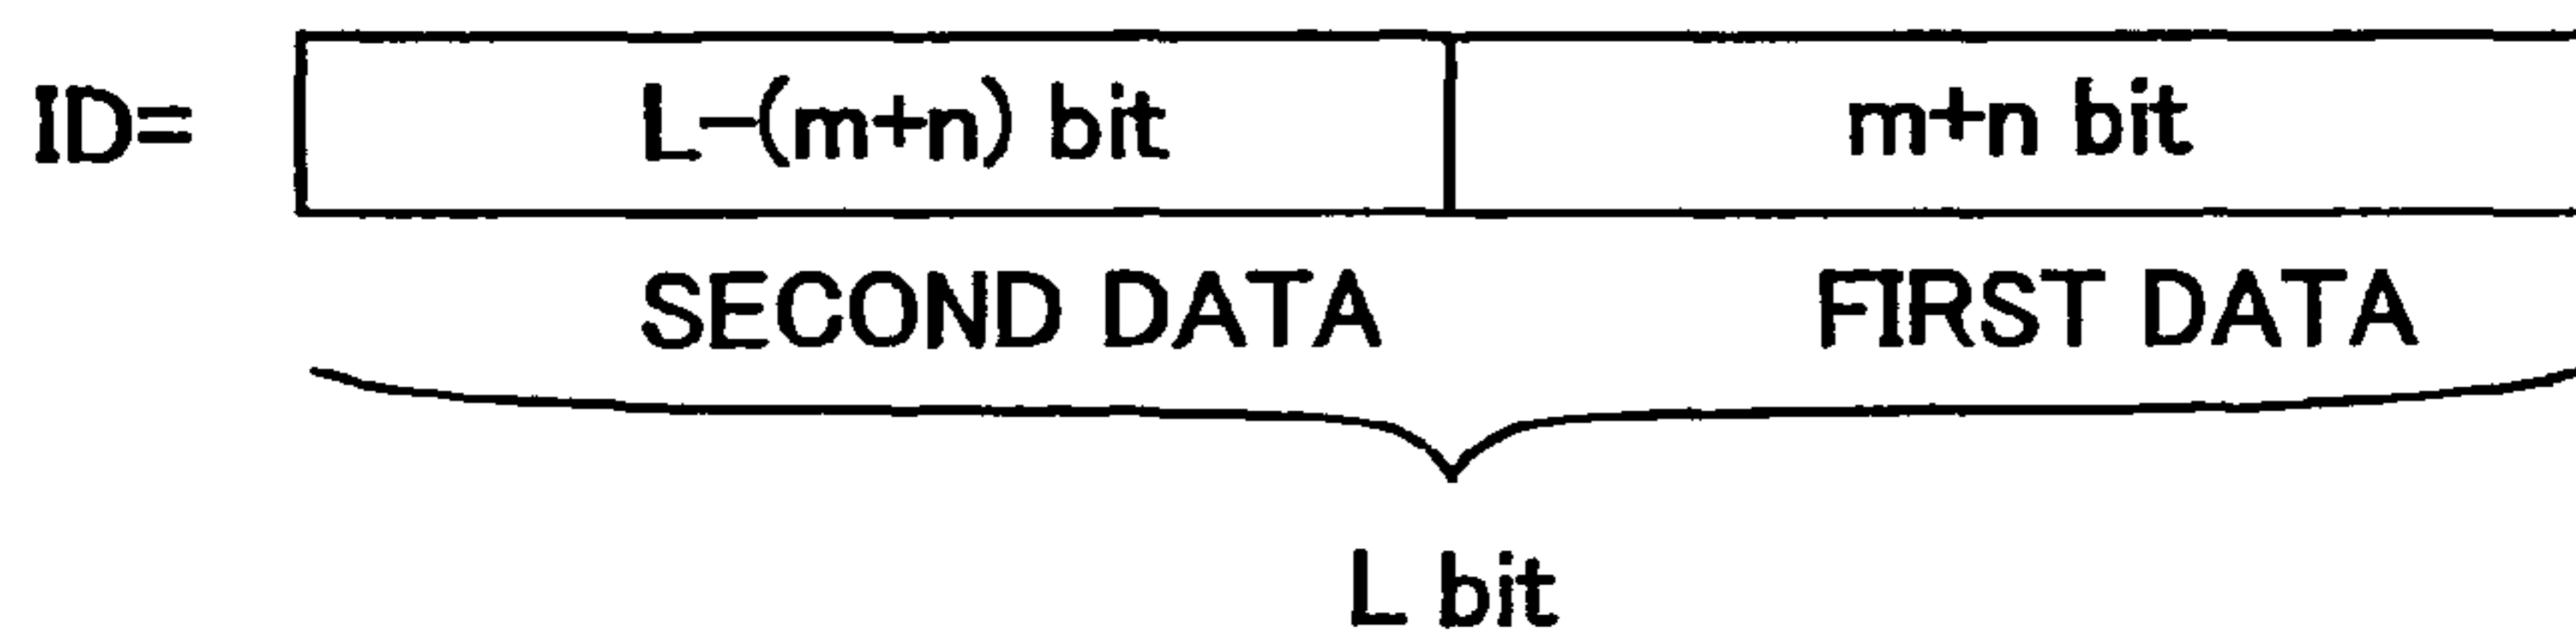 ID= L-(m+n) bit m+n bit
SECOND DATA FIRST DATA
L bit